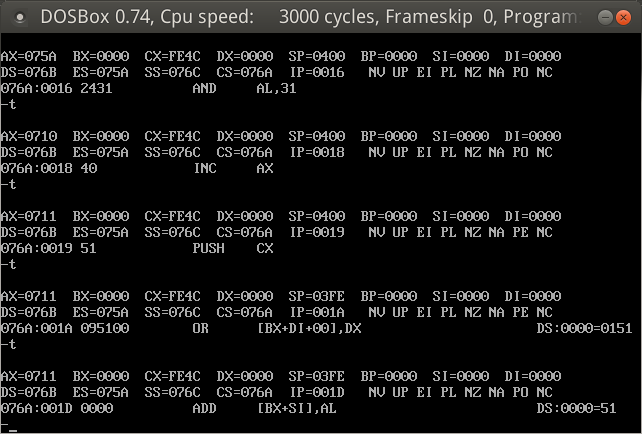 DOSBox 0.74, Cpu speed:    3000 cycles, Frameskip  0, Program
AX=075A  BX=0000  CX=FE4C  DX=0000  SP=0400  BP=0000  SI=0000  DI=0000
DS=076B  ES=075A  SS=076C  CS=076A  IP=0016   NV UP EI PL NZ NA PO NC
076A:0016 2431          AND     AL,31
-t
AX=0710  BX=0000  CX=FE4C  DX=0000  SP=0400  BP=0000  SI=0000  DI=0000
DS=076B  ES=075A  SS=076C  CS=076A  IP=0018   NV UP EI PL NZ NA PO NC
076A:0018 40            INC     AX
-t
AX=0711  BX=0000  CX=FE4C  DX=0000  SP=0400  BP=0000  SI=0000  DI=0000
DS=076B  ES=075A  SS=076C  CS=076A  IP=0019   NV UP EI PL NZ NA PE NC
076A:0019 51            PUSH    CX
-t
AX=0711  BX=0000  CX=FE4C  DX=0000  SP=03FE  BP=0000  SI=0000  DI=0000
DS=076B  ES=075A  SS=076C  CS=076A  IP=001A   NV UP EI PL NZ NA PE NC
076A:001A 095100        OR      [BX+DI+00],DX                      DS:0000=0151
-t
AX=0711  BX=0000  CX=FE4C  DX=0000  SP=03FE  BP=0000  SI=0000  DI=0000
DS=076B  ES=075A  SS=076C  CS=076A  IP=001D   NV UP EI PL NZ NA PO NC
076A:001D 0000          ADD     [BX+SI],AL                         DS:0000=51
-_